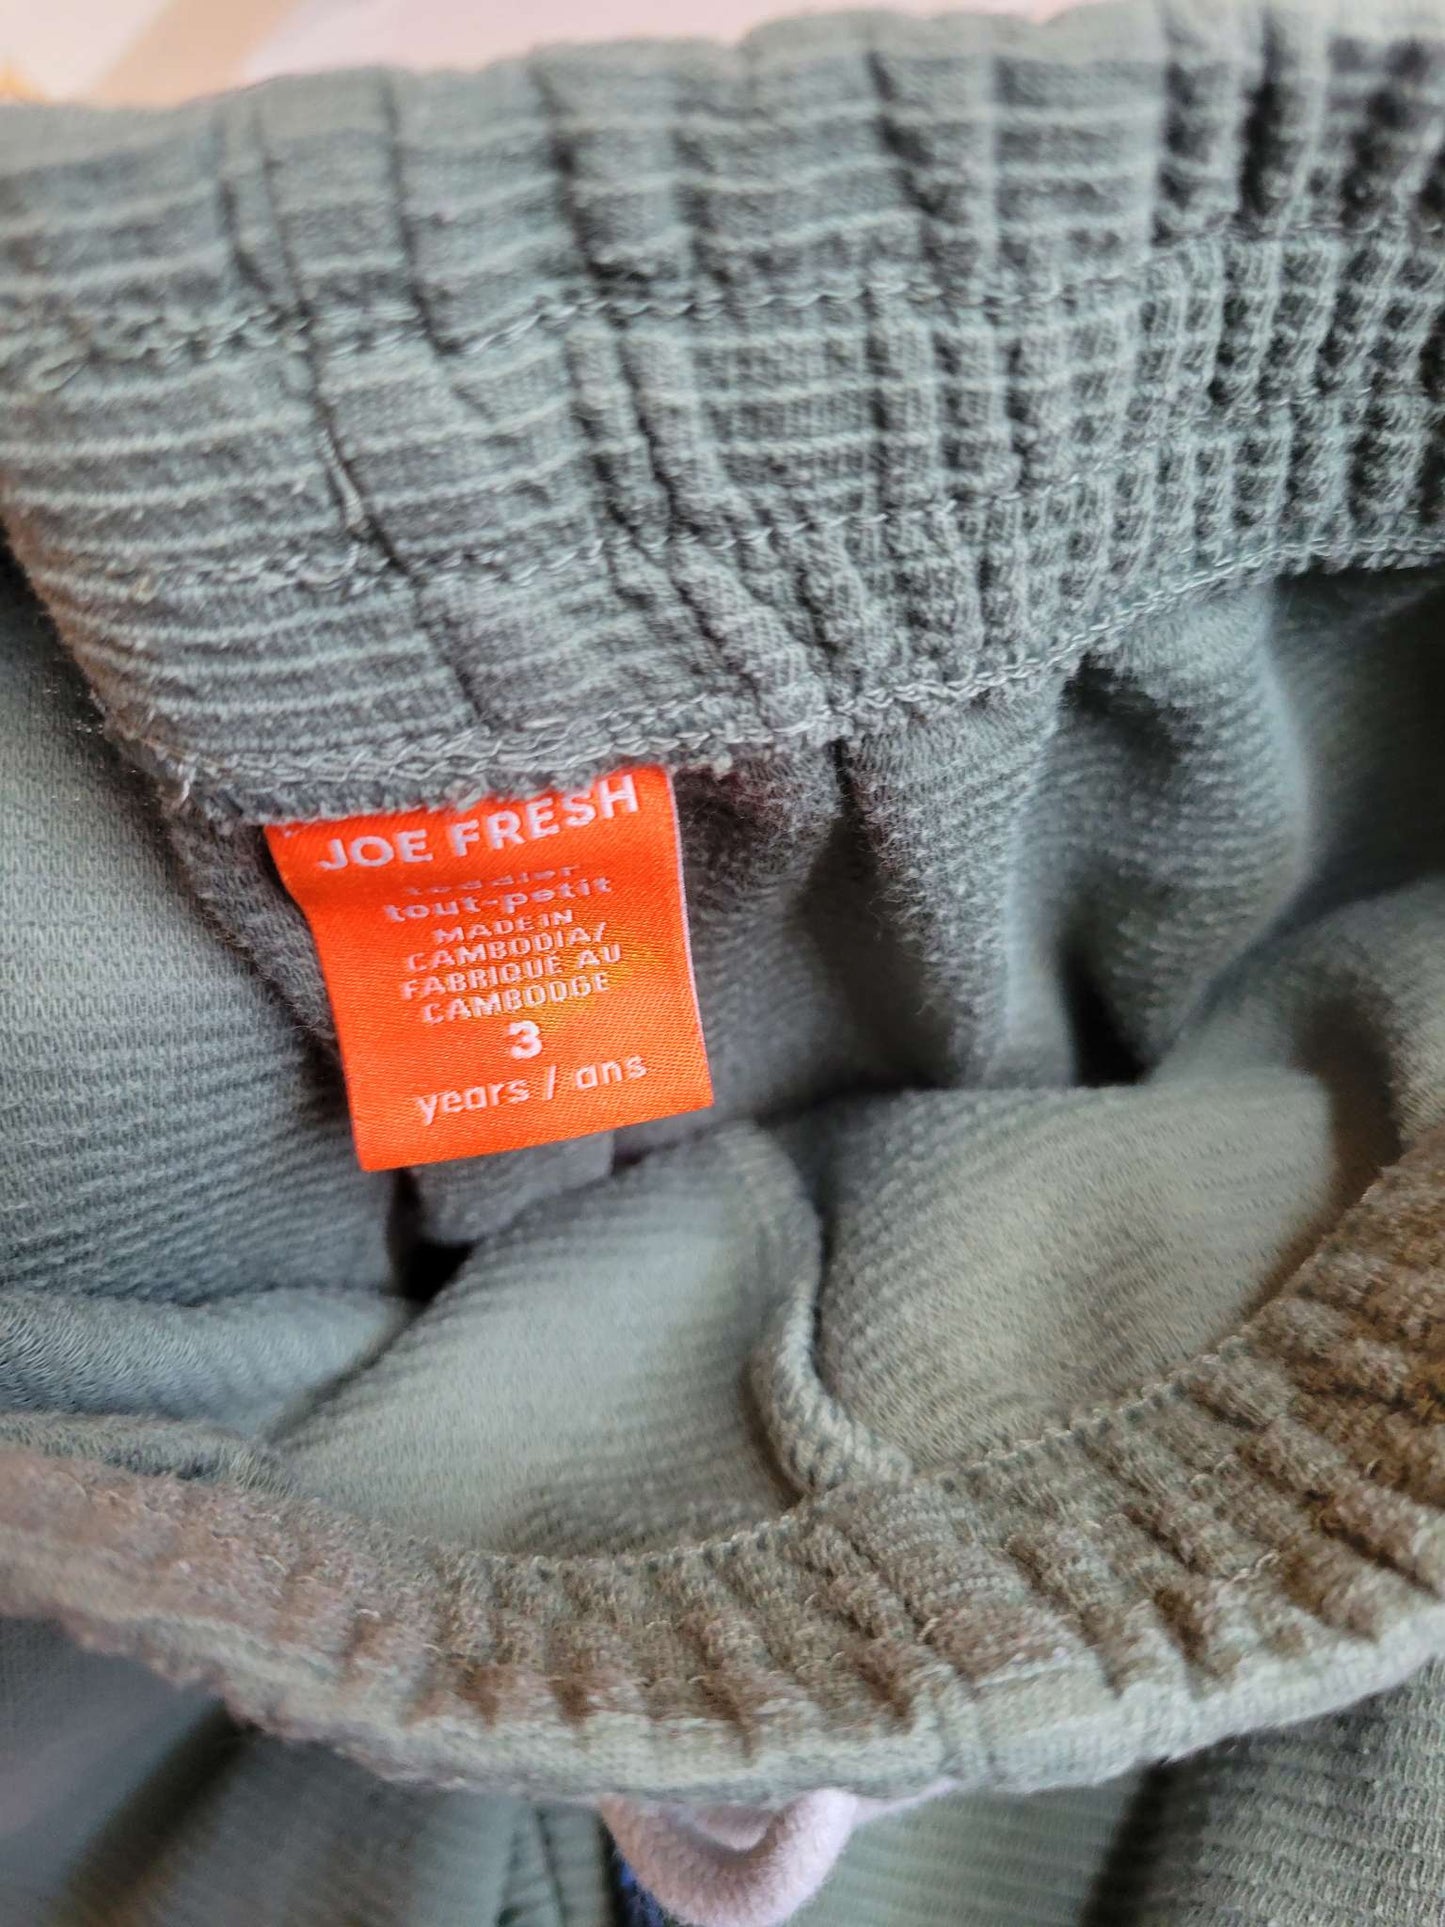 JOE FRESH
toddler
tout-petit
MADE IN
CAMBODIA/
FABRIQUE AU
CAMBODGE
3
years / ans